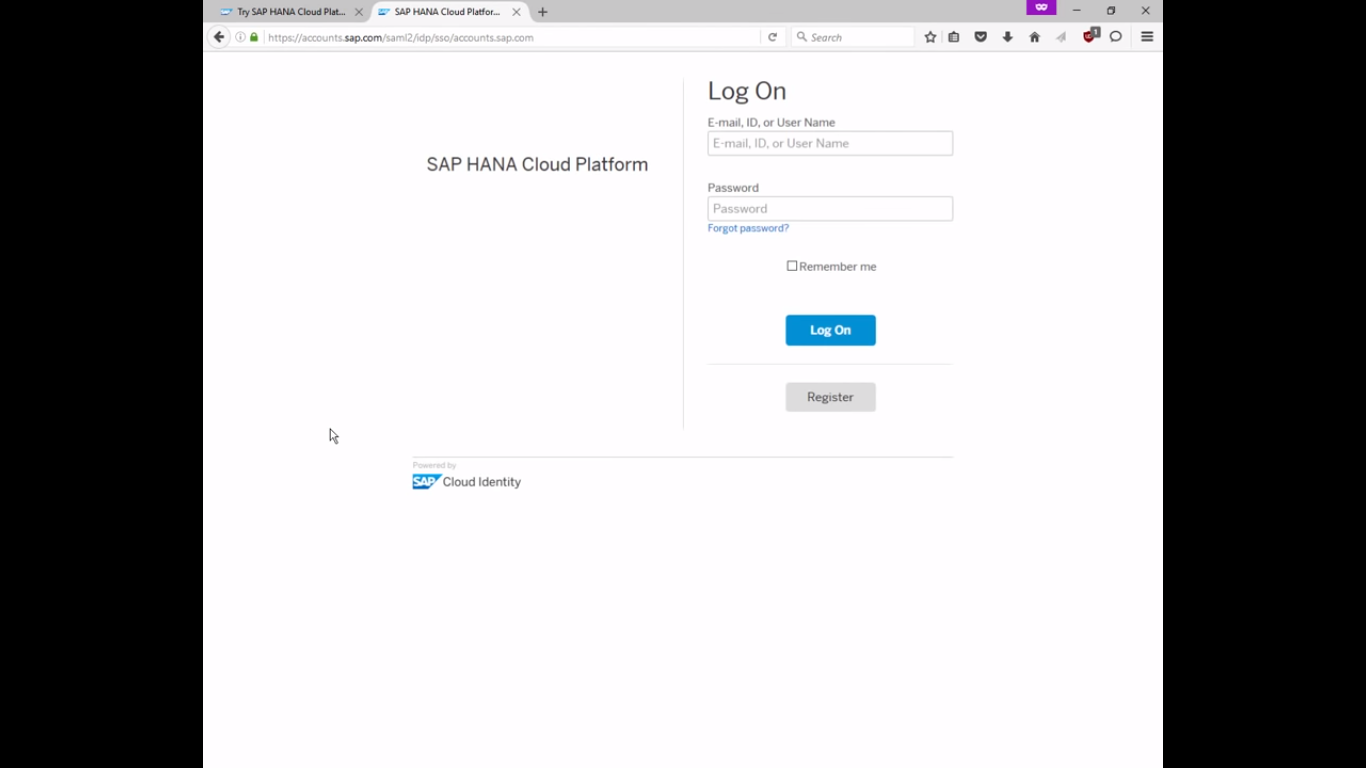 Try SAP HANA Cloud Plat...
SAP HANA Cloud Platfor...
https://accounts.sap.com/saml2/idp/sso/accounts.sap.com
Search
1
Log On
E-mail, ID, or User Name
E-mail, ID, or User Name
SAP HANA Cloud Platform
Password
Password
Forgot password?
Remember me
Log On
Register
Powered by
SAP Cloud Identity